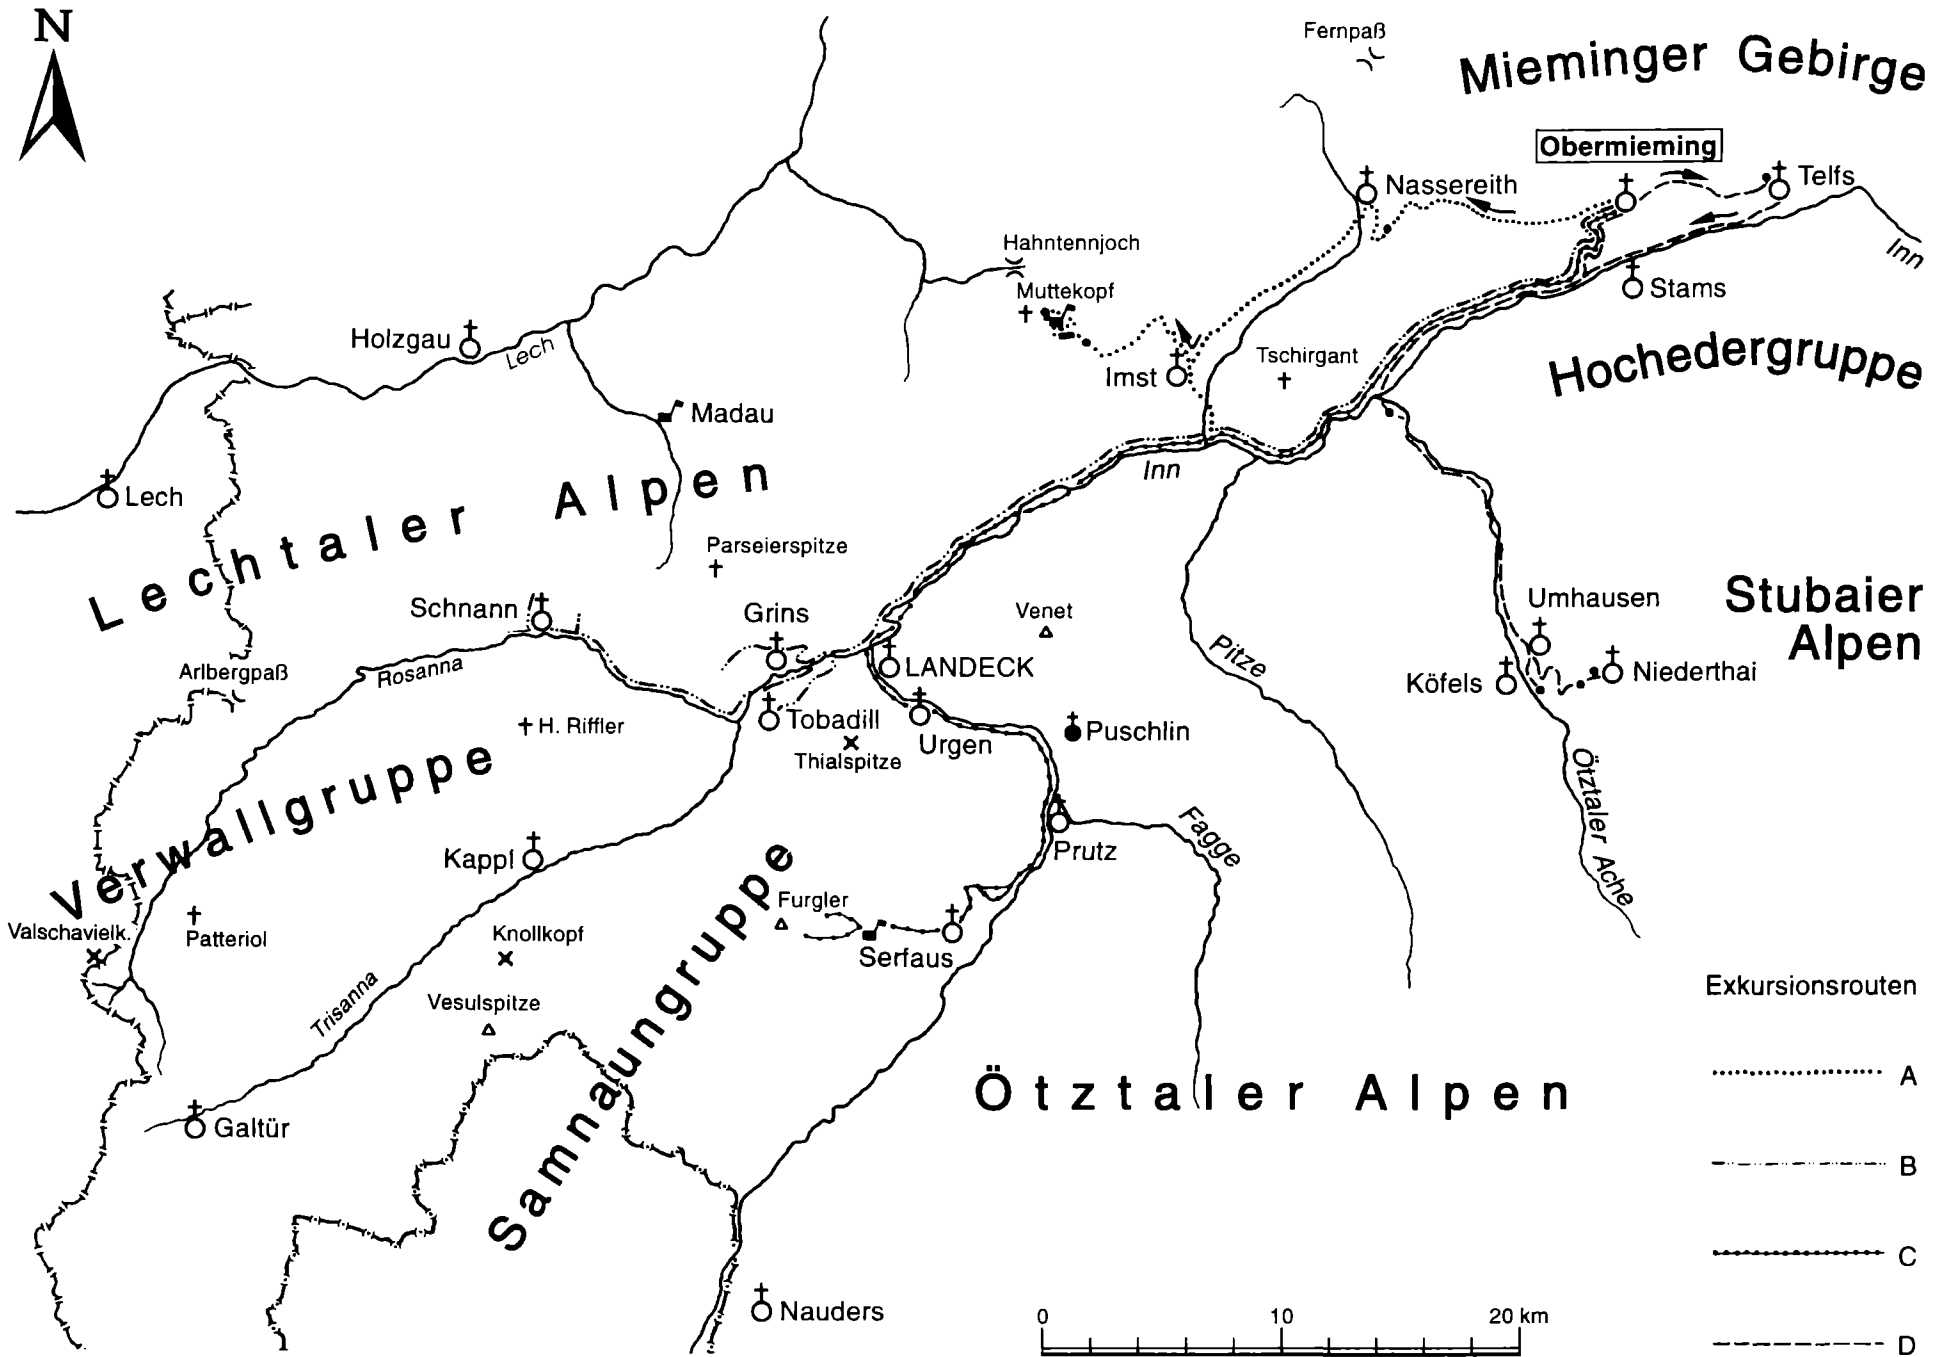 N
Fernpaß
Mieminger Gebirge
Obermieming
Telfs
Nassereith
Inn
Hahntennjoch
Stams
Muttekopf
Holzgau
Lech
Tschirgant
Imst
Hochedergruppe
Madau
Inn
Lech
Lechtaler Alpen
Parseierspitze
Umhausen
Stubaier
Alpen
Schnann
Grins
Venet
Arlbergpaß
Rosanna
LANDECK
Pitze
Köfels
Niederthai
H. Riffler
Tobadill
Urgen
Puschlin
Thialspitze
Ötztaler Ache
Verwallgruppe
Fagge
Prutz
Kappl
Furgler
Valschavielk.
Patteriol
Knollkopf
Serfaus
Samnaungruppe
Vesulspitze
Trisanna
Exkursionsrouten
A
Ötztaler Alpen
Galtür
B
C
Nauders
0 10 20 km
D